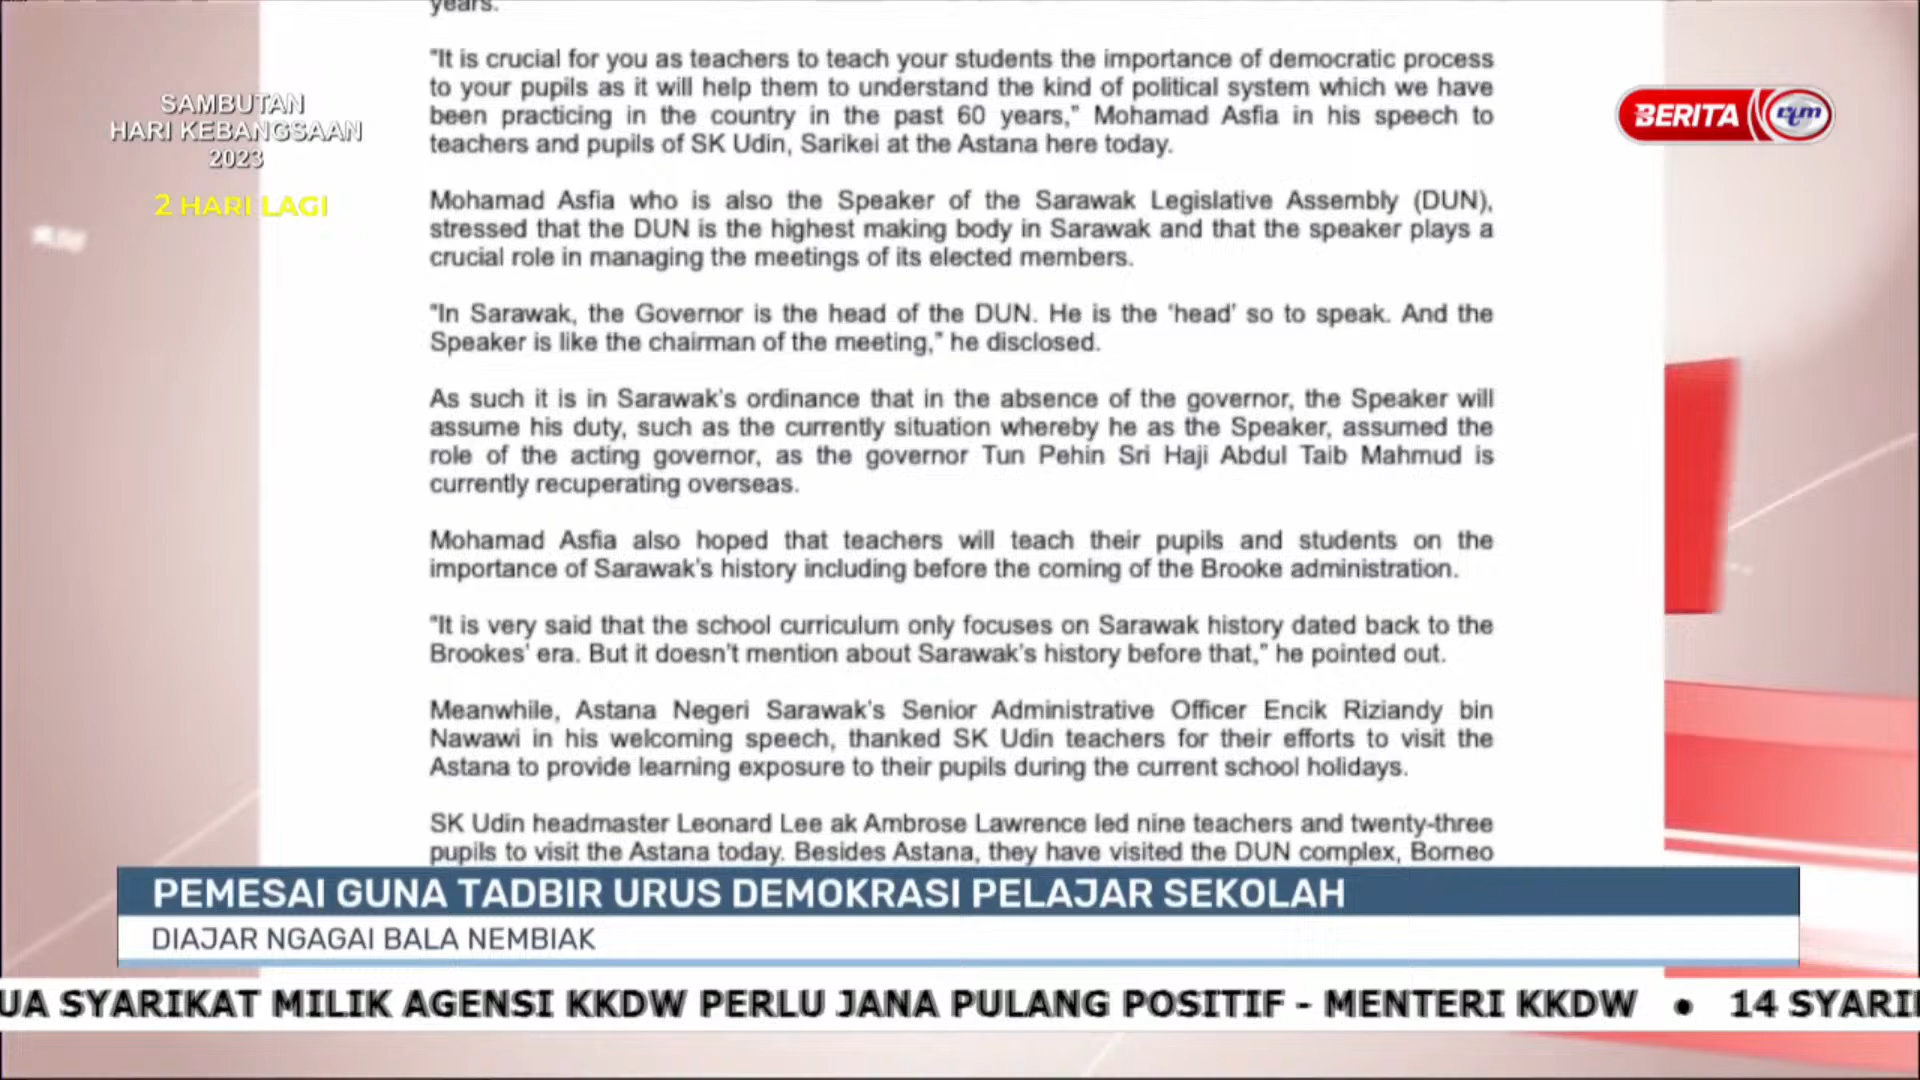 years.
"It is crucial for you as teachers to teach your students the importance of democratic process
to your pupils as it will help them to understand the kind of political system which we have
been practicing in the country in the past 60 years," Mohamad Asfia in his speech to
teachers and pupils of SK Udin, Sarikei at the Astana here today.
Mohamad Asfia who is also the Speaker of the Sarawak Legislative Assembly (DUN),
stressed that the DUN is the highest making body in Sarawak and that the speaker plays a
crucial role in managing the meetings of its elected members.
"In Sarawak, the Governor is the head of the DUN. He is the 'head' so to speak. And the
Speaker is like the chairman of the meeting," he disclosed.
As such it is in Sarawak's ordinance that in the absence of the governor, the Speaker will
assume his duty, such as the currently situation whereby he as the Speaker, assumed the
role of the acting governor, as the governor Tun Pehin Sri Haji Abdul Taib Mahmud is
currently recuperating overseas.
Mohamad Asfia also hoped that teachers will teach their pupils and students on the
importance of Sarawak's history including before the coming of the Brooke administration.
"It is very said that the school curriculum only focuses on Sarawak history dated back to the
Brookes' era. But it doesn't mention about Sarawak's history before that," he pointed out.
Meanwhile, Astana Negeri Sarawak's Senior Administrative Officer Encik Riziandy bin
Nawawi in his welcoming speech, thanked SK Udin teachers for their efforts to visit the
Astana to provide learning exposure to their pupils during the current school holidays.
SK Udin headmaster Leonard Lee ak Ambrose Lawrence led nine teachers and twenty-three
pupils to visit the Astana today. Besides Astana, they have visited the DUN complex, Borneo
SAMBUTAN
HARI KEBANGSAAN
2023
2 HARI LAGI
BERITA rtm
PEMESAI GUNA TADBIR URUS DEMOKRASI PELAJAR SEKOLAH
DIAJAR NGAGAI BALA NEMBIAK
UA SYARIKAT MILIK AGENSI KKDW PERLU JANA PULANG POSITIF - MENTERI KKDW • 14 SYARI